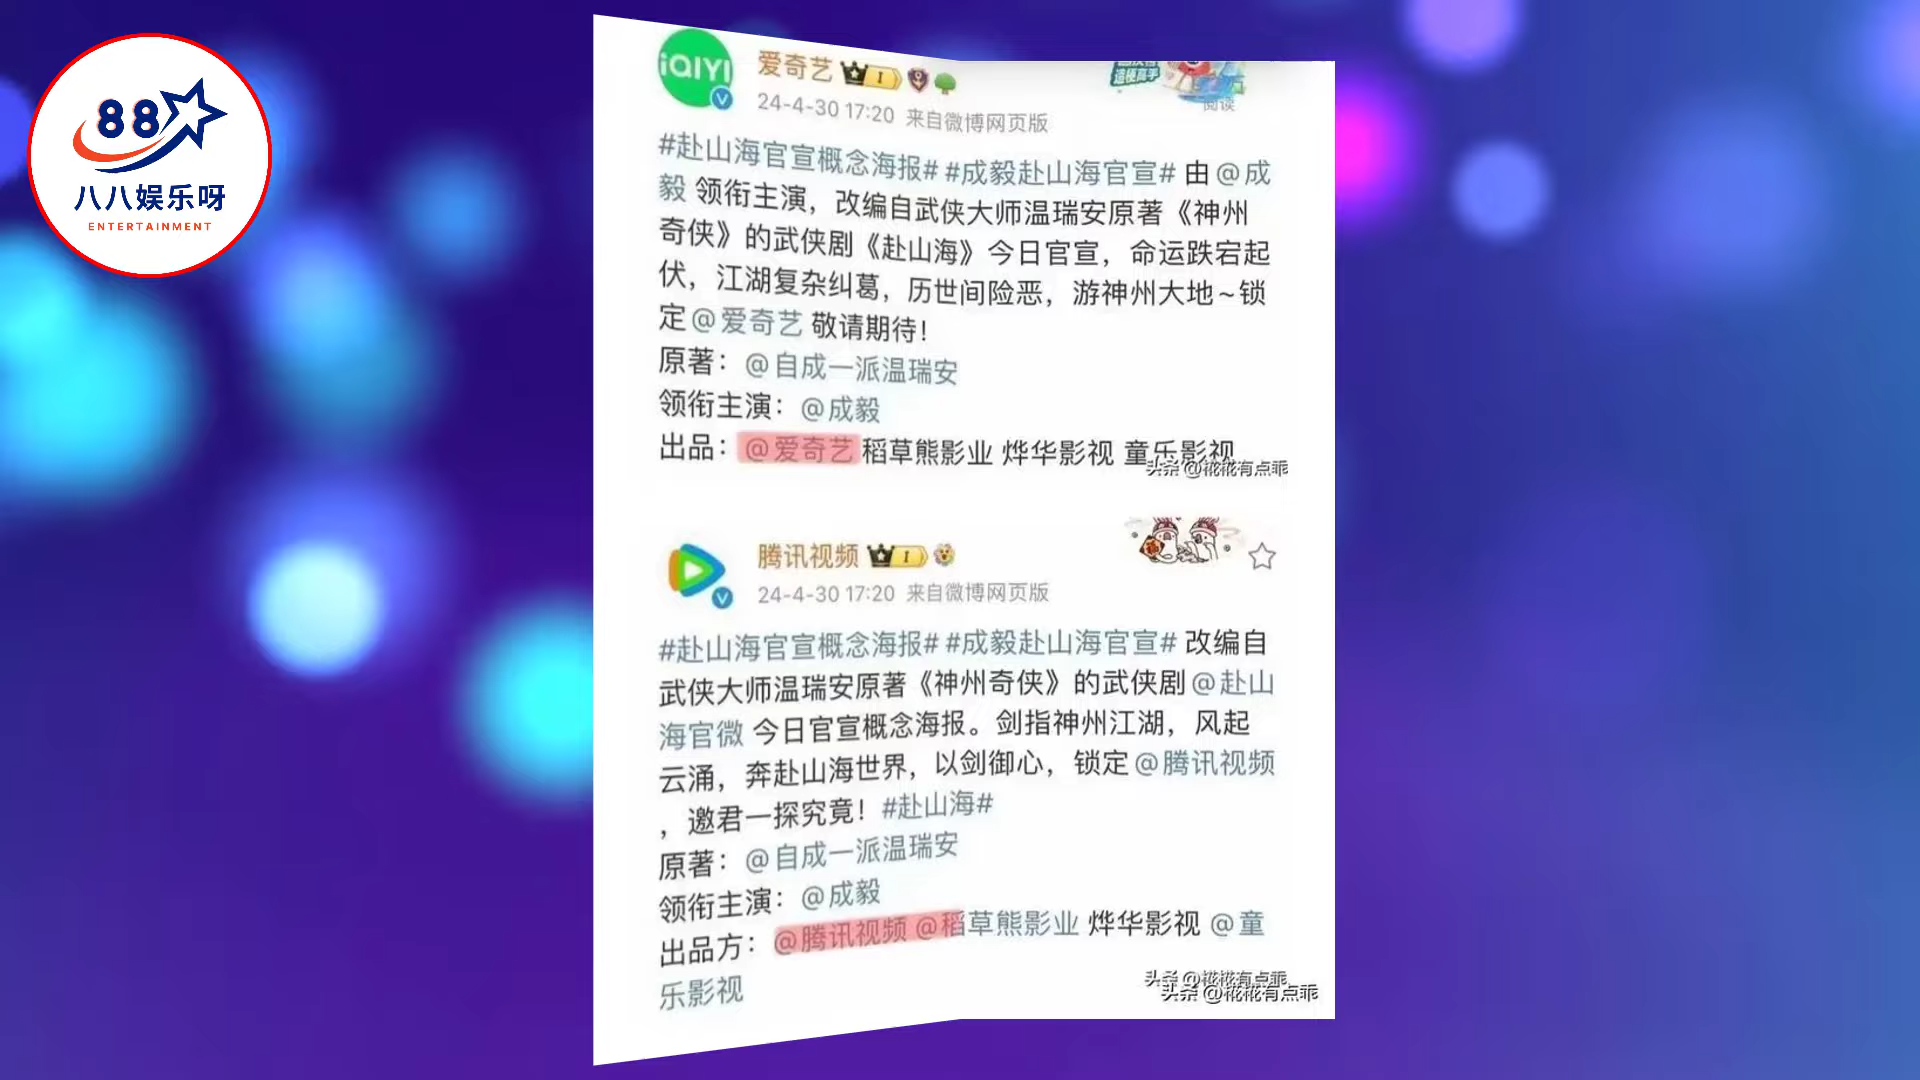 88
八八娱乐呀
ENTERTAINMENT
iQIYI
爱奇艺
24-4-30 17:20 来自微博网页版
造梗高手
阅读
#赴山海官宣概念海报# #成毅赴山海官宣# 由@成
毅 领衔主演，改编自武侠大师温瑞安原著《神州
奇侠》的武侠剧《赴山海》今日官宣，命运跌宕起
伏，江湖复杂纠葛，历世间险恶，游神州大地~锁
定@爱奇艺 敬请期待！
原著：@自成一派温瑞安
领衔主演：@成毅
出品：@爱奇艺 稻草熊影业 烨华影视 童乐影视
头条 @椛椛有点乖
腾讯视频
24-4-30 17:20 来自微博网页版
#赴山海官宣概念海报# #成毅赴山海官宣# 改编自
武侠大师温瑞安原著《神州奇侠》的武侠剧@赴山
海官微 今日官宣概念海报。剑指神州江湖，风起
云涌，奔赴山海世界，以剑御心，锁定@腾讯视频
，邀君一探究竟！#赴山海#
原著：@自成一派温瑞安
领衔主演：@成毅
出品方：@腾讯视频 @稻草熊影业 烨华影视 @童
乐影视
头条 @椛椛有点乖
头条 @椛椛有点乖